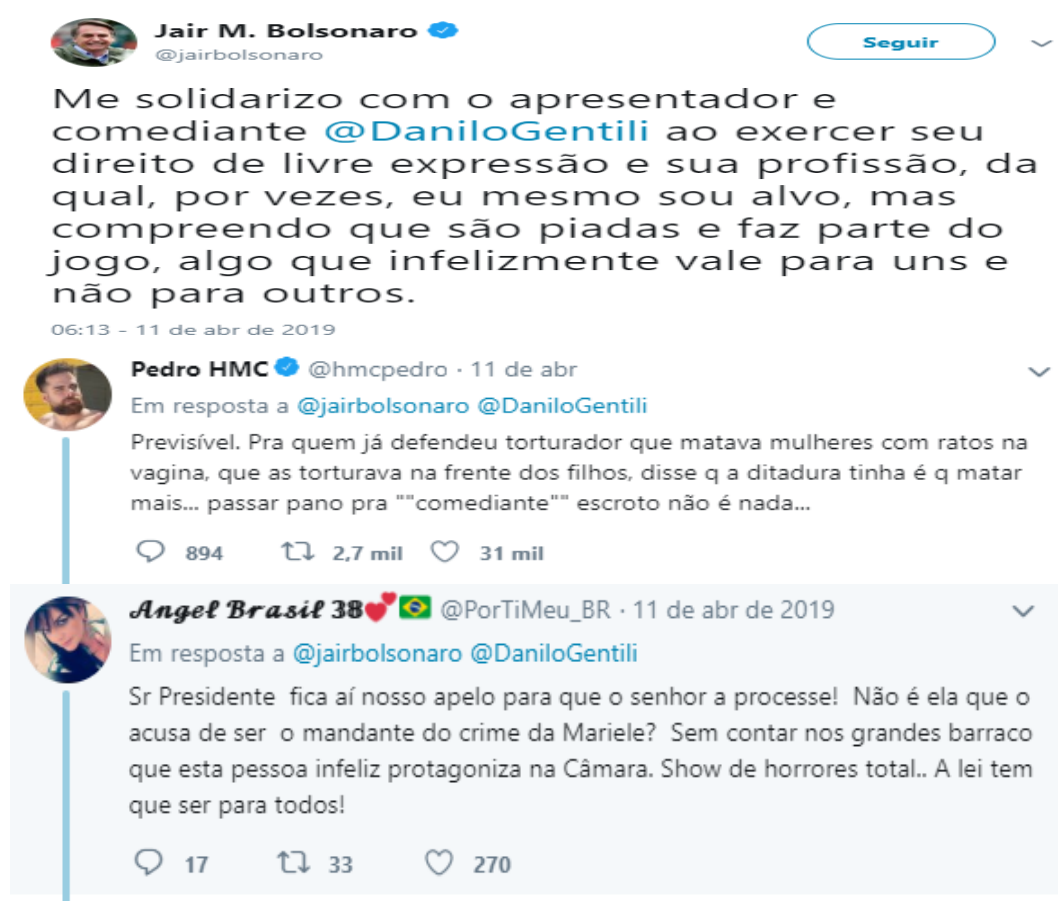 Jair M. Bolsonaro
@jairbolsonaro
Seguir
Me solidarizo com o apresentador e
comediante @DaniloGentili ao exercer seu
direito de livre expressão e sua profissão, da
qual, por vezes, eu mesmo sou alvo, mas
compreendo que são piadas e faz parte do
jogo, algo que infelizmente vale para uns e
não para outros.
06:13 - 11 de abr de 2019
Pedro HMC @hmcpedro · 11 de abr
Em resposta a @jairbolsonaro @DaniloGentili
Previsível. Pra quem já defendeu torturador que matava mulheres com ratos na
vagina, que as torturava na frente dos filhos, disse q a ditadura tinha é q matar
mais... passar pano pra ""comediante"" escroto não é nada...
894 2,7 mil 31 mil
Angel Brasil 38💕🇧🇷 @PorTiMeu_BR · 11 de abr de 2019
Em resposta a @jairbolsonaro @DaniloGentili
Sr Presidente  fica aí nosso apelo para que o senhor a processe!  Não é ela que o
acusa de ser  o mandante do crime da Mariele?  Sem contar nos grandes barraco
que esta pessoa infeliz protagoniza na Câmara. Show de horrores total.. A lei tem
que ser para todos!
17 33 270